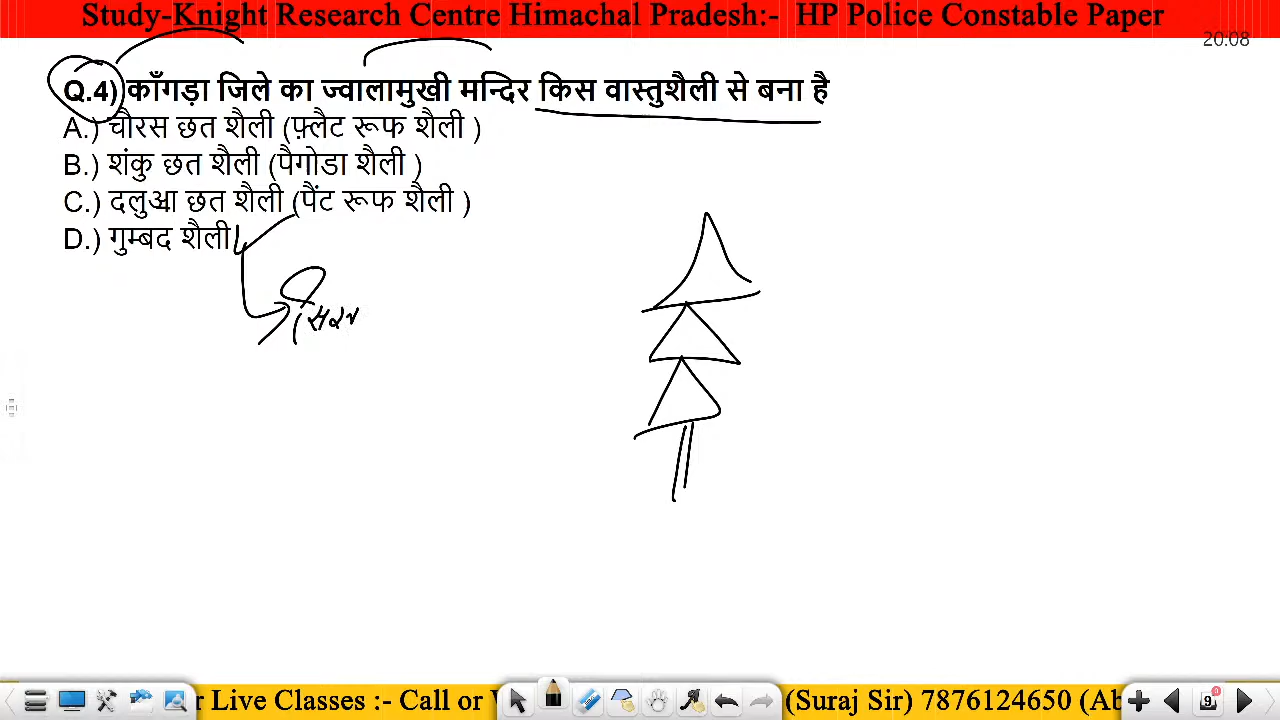 Study-Knight Research Centre Himachal Pradesh:- HP Police Constable Paper
20:08
Q.4) काँगड़ा जिले का ज्वालामुखी मन्दिर किस वास्तुशैली से बना है
A.) चौरस छत शैली (फ़्लैट रूफ शैली )
B.) शंकु छत शैली (पैगोडा शैली )
C.) दलुआ छत शैली (पैंट रूफ शैली )
D.) गुम्बद शैली
r Live Classes :- Call or (Suraj Sir) 7876124650 (Ab
9